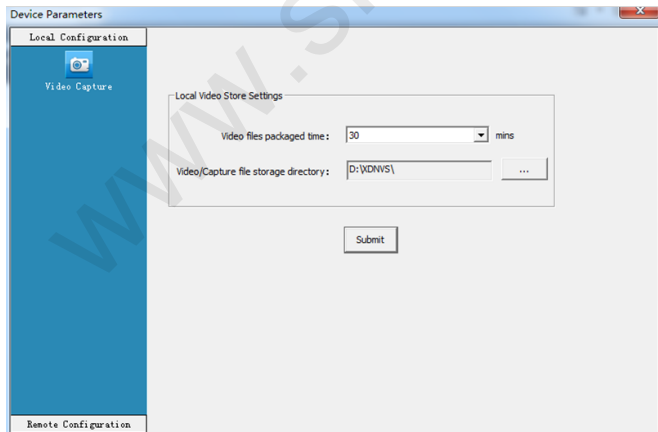 Device Parameters
Local Configuration
Video Capture
Local Video Store Settings
Video files packaged time: 30 mins
Video/Capture file storage directory: D:\XDNVS\ ...
Submit
Remote Configuration
www.s